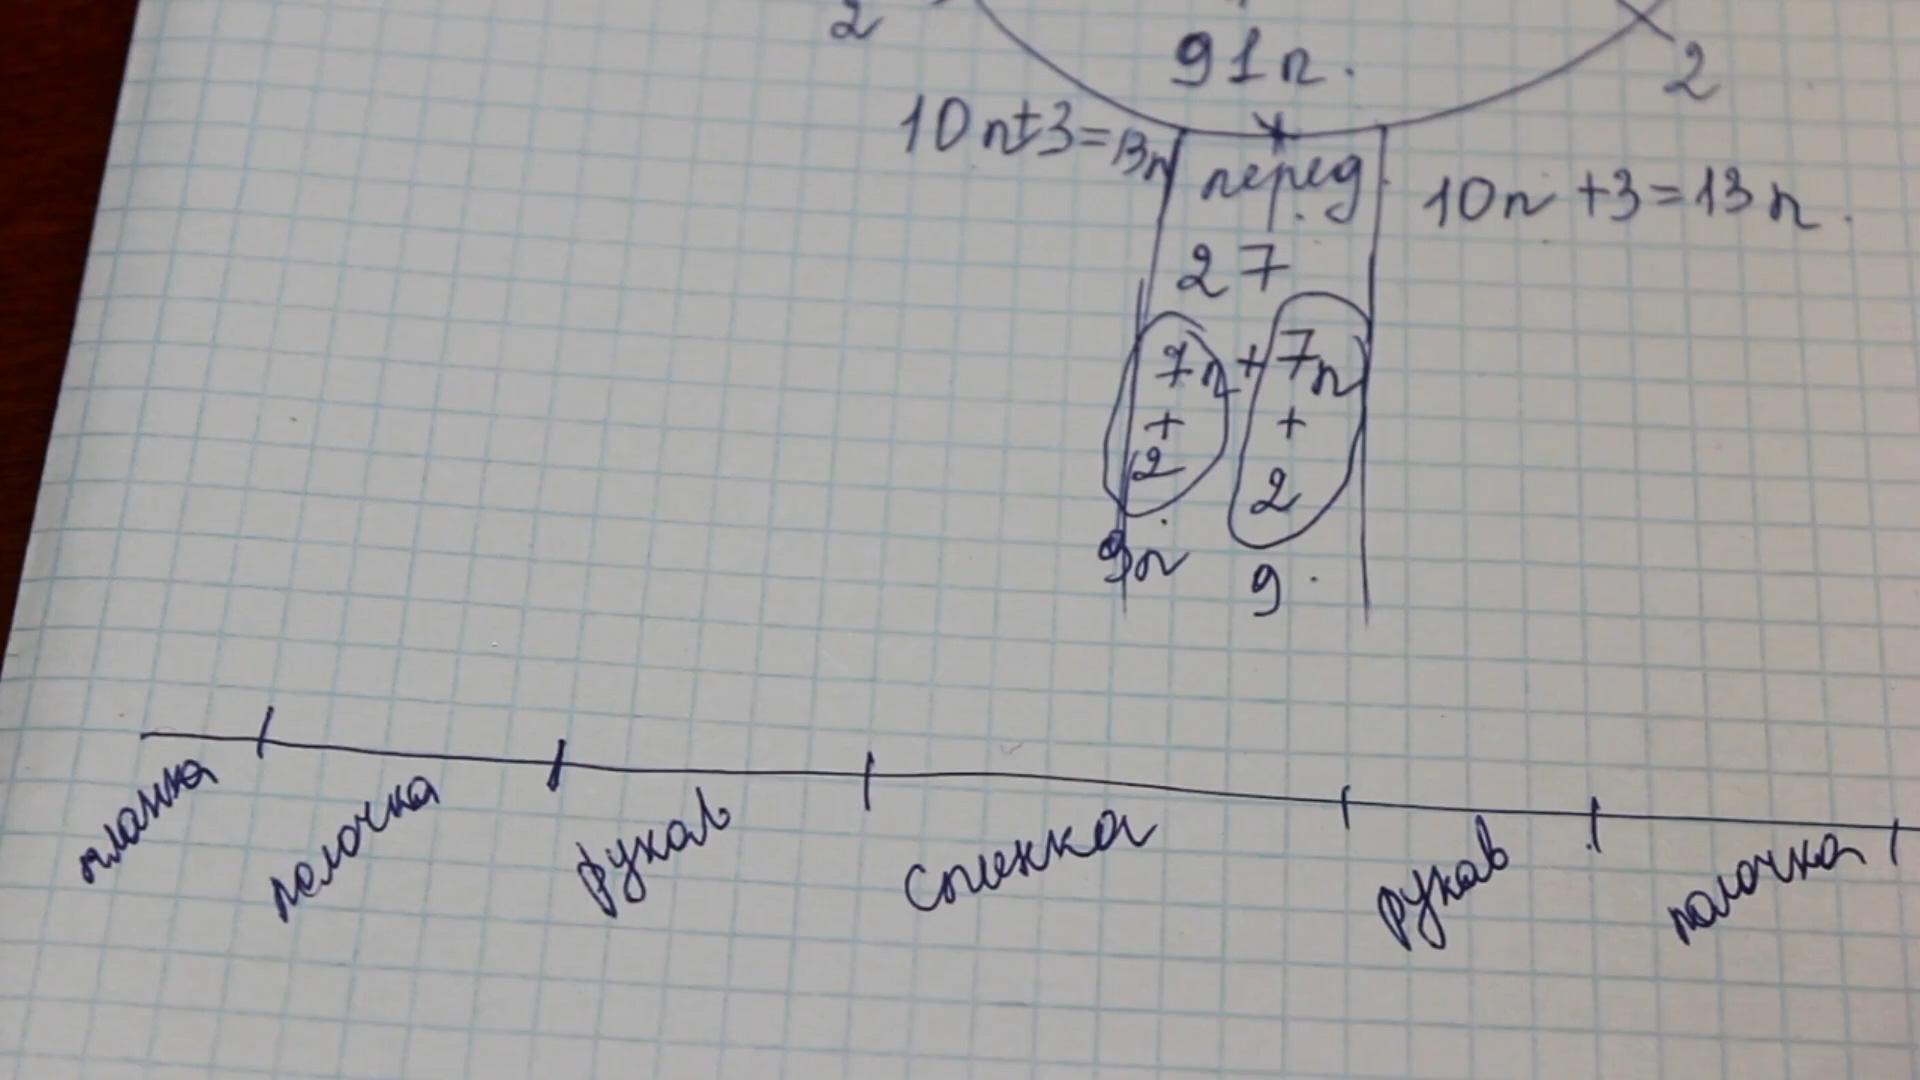 2
91п.
2
10п+3=13п
перед
10п+3=13п.
27
7п+7п
+ +
2 2
9п. 9.
планка полочка рукав спинка рукав полочка